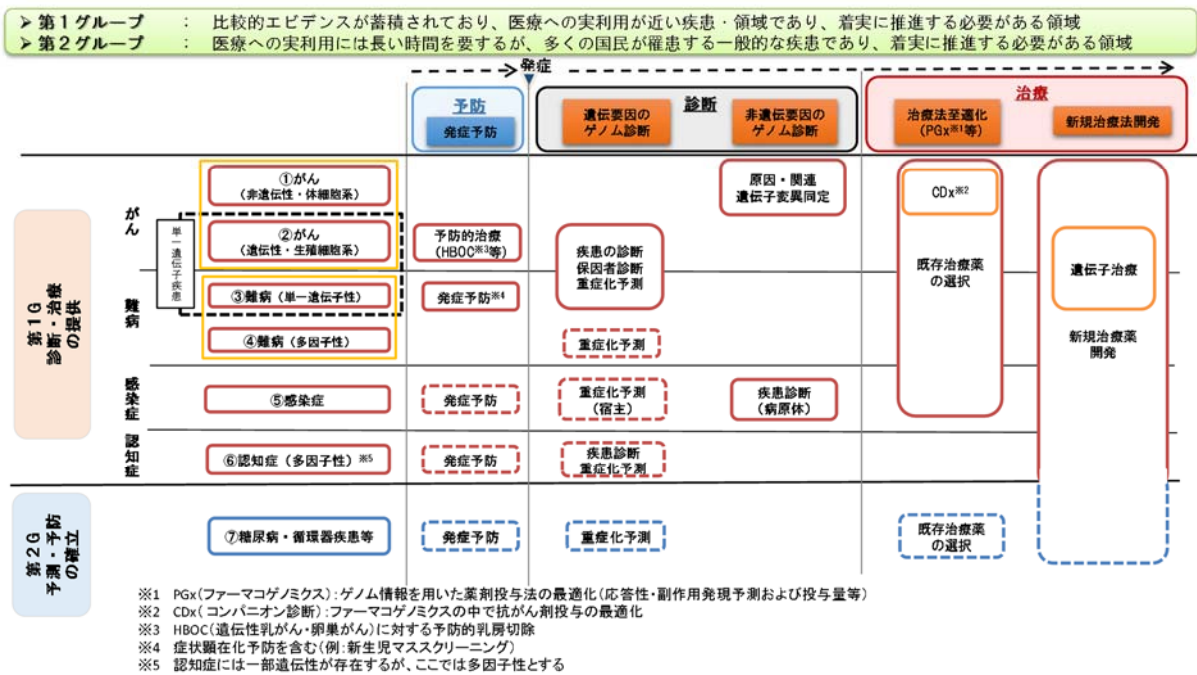 ➢ 第1グループ ： 比較的エビデンスが蓄積されており、医療への実利用が近い疾患・領域であり、着実に推進する必要がある領域
➢ 第2グループ ： 医療への実利用には長い時間を要するが、多くの国民が罹患する一般的な疾患であり、着実に推進する必要がある領域
発症
予防
発症予防
診断
遺伝要因の
ゲノム診断
非遺伝要因の
ゲノム診断
治療
治療法至適化
(PGx※1等)
新規治療法開発
第1G
診断・治療
の提供
がん
難病
感染症
認知症
単一遺伝子疾患
①がん
(非遺伝性・体細胞系)
原因・関連
遺伝子変異同定
CDx※2
②がん
(遺伝性・生殖細胞系)
予防的治療
(HBOC※3等)
疾患の診断
保因者診断
重症化予測
既存治療薬
の選択
遺伝子治療
③難病(単一遺伝子性)
発症予防※4
④難病(多因子性)
重症化予測
新規治療薬
開発
⑤感染症
発症予防
重症化予測
(宿主)
疾患診断
(病原体)
⑥認知症(多因子性)※5
発症予防
疾患診断
重症化予測
第2G
予測・予防
の確立
⑦糖尿病・循環器疾患等
発症予防
重症化予測
既存治療薬
の選択
※1 PGx(ファーマコゲノミクス):ゲノム情報を用いた薬剤投与法の最適化(応答性・副作用発現予測および投与量等)
※2 CDx(コンパニオン診断):ファーマコゲノミクスの中で抗がん剤投与の最適化
※3 HBOC(遺伝性乳がん・卵巣がん)に対する予防的乳房切除
※4 症状顕在化予防を含む(例:新生児マススクリーニング)
※5 認知症には一部遺伝性が存在するが、ここでは多因子性とする